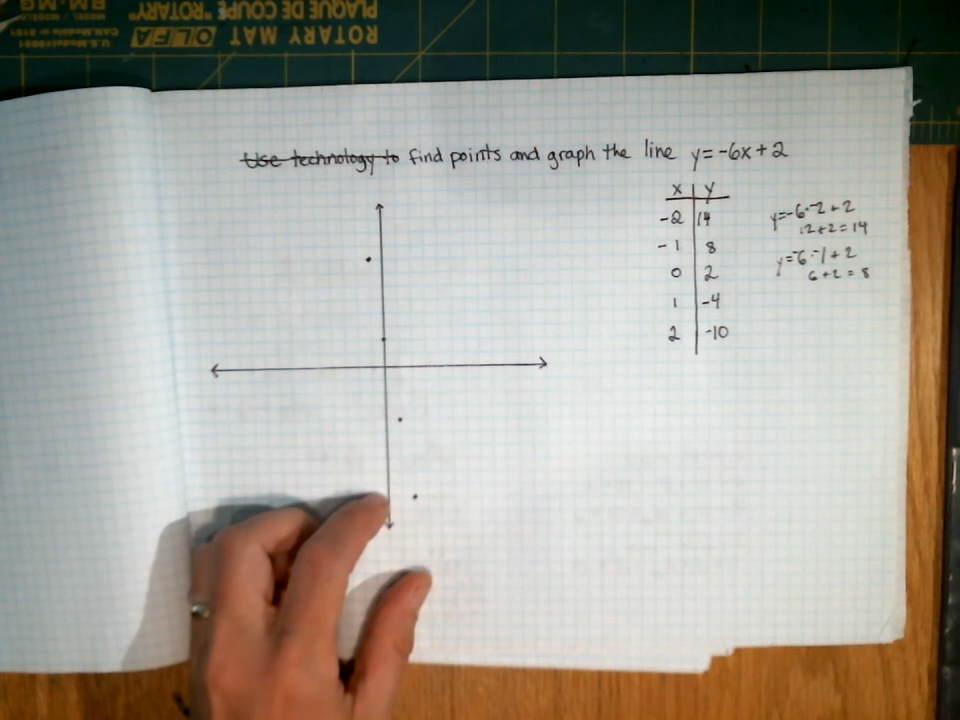 PLAQUE DE COUPE "ROTARY"
ROTARY MAT OLFA
Use technology to find points and graph the line y=-6x+2
x y
-2 14
-1 8
0 2
1 -4
2 -10
y=-6·-2+2
12+2=14
y=-6·-1+2
6+2=8